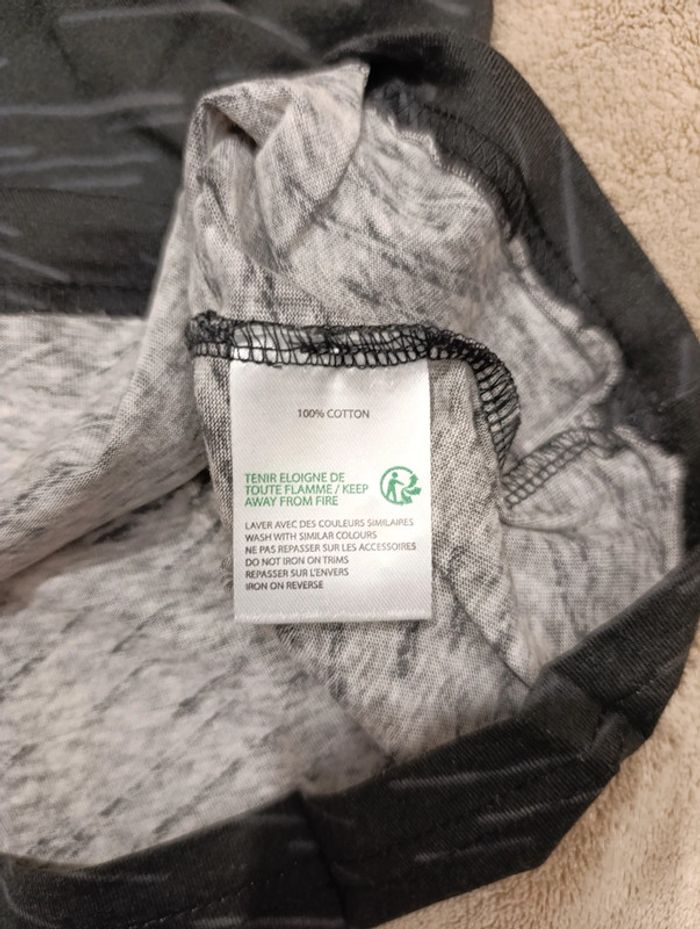 100% COTTON
TENIR ELOIGNE DE
TOUTE FLAMME / KEEP
AWAY FROM FIRE
LAVER AVEC DES COULEURS SIMILAIRES
WASH WITH SIMILAR COLOURS
NE PAS REPASSER SUR LES ACCESSOIRES
DO NOT IRON ON TRIMS
REPASSER SUR L'ENVERS
IRON ON REVERSE